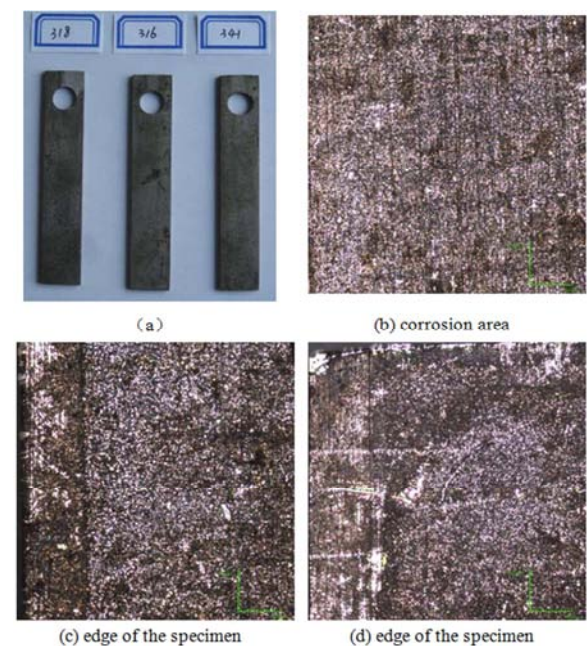 318
316
341
(a)
(b) corrosion area
(c) edge of the specimen
(d) edge of the specimen